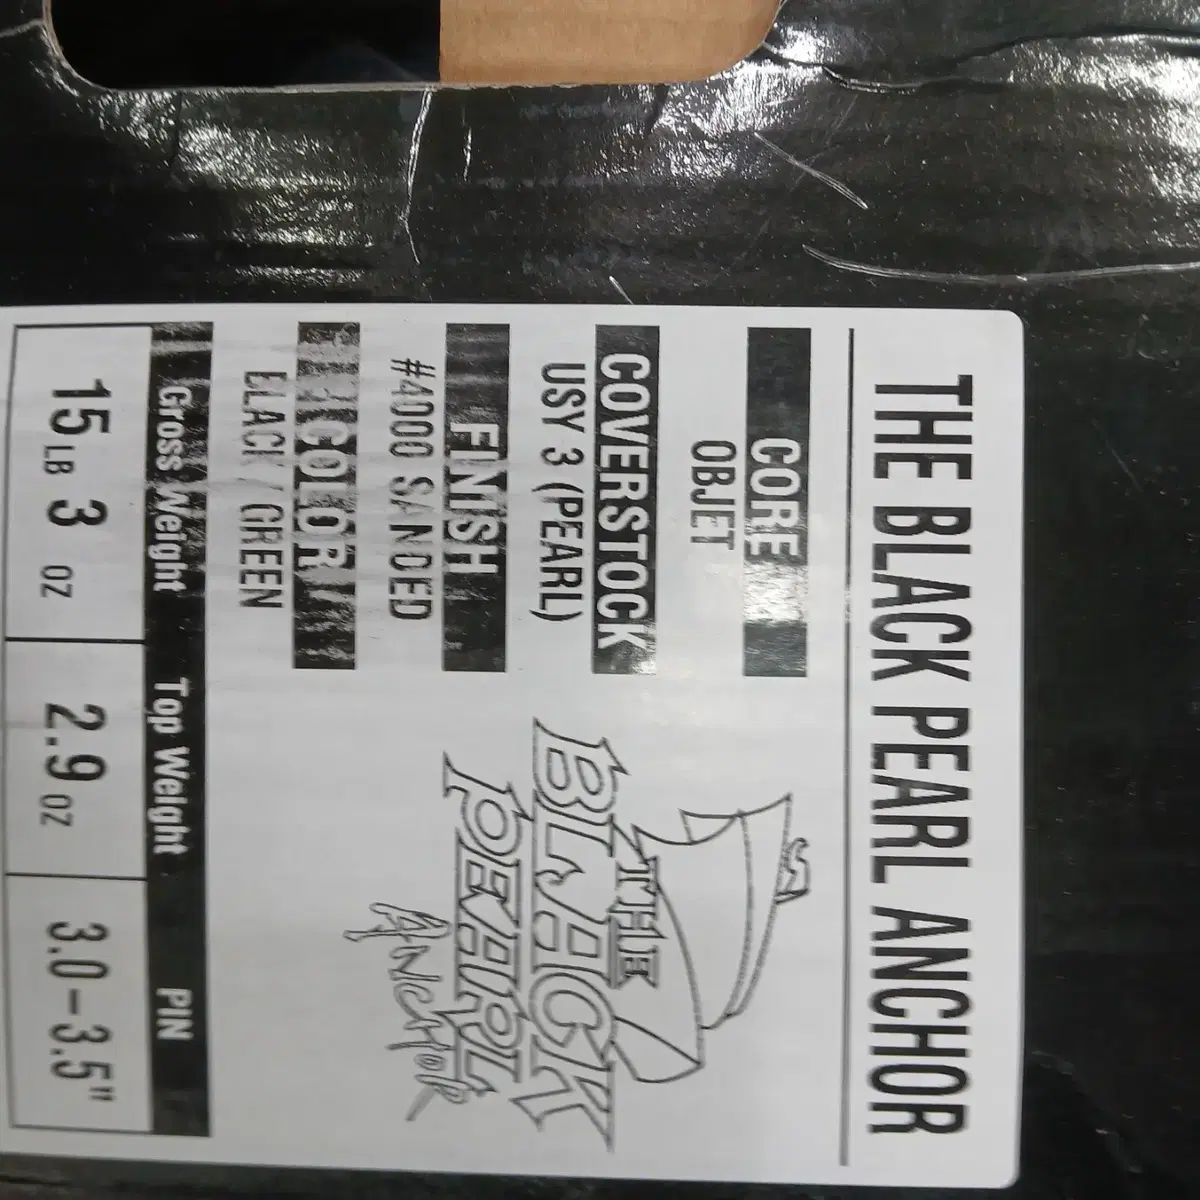 THE BLACK PEARL ANCHOR
CORE
OBJET
COVERSTOCK
USY 3 (PEARL)
FINISH
#4000 SANDED
COLOR
BLACK / GREEN
THE
BLACK
PEARL
ANCHOR
Gross Weight Top Weight PIN
15 LB 3 OZ 2.9 OZ 3.0-3.5"